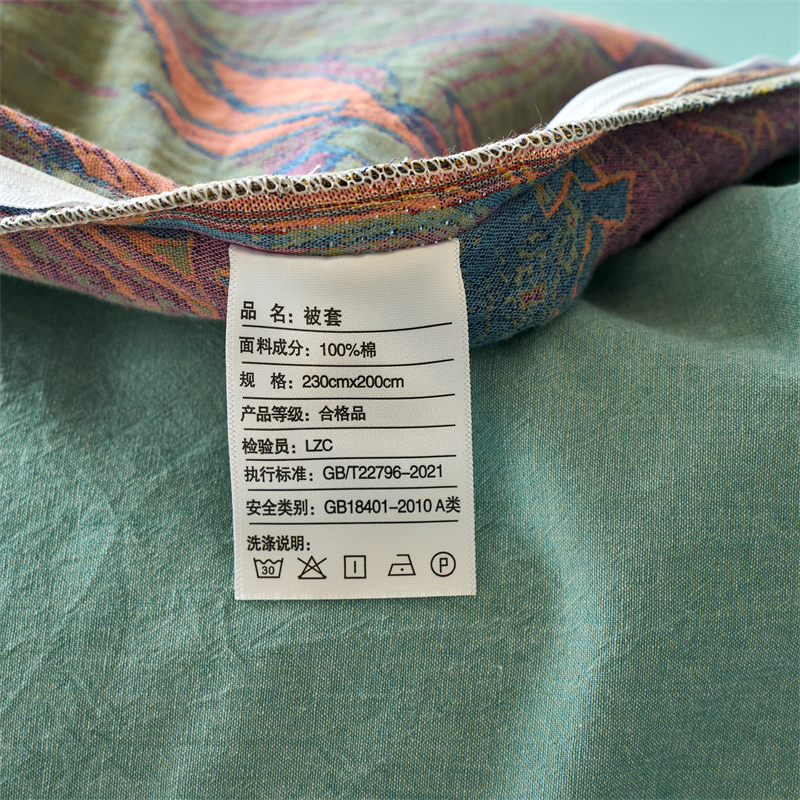 品 名：被套
面料成分：100%棉
规 格：230cmx200cm
产品等级：合格品
检验员：LZC
执行标准：GB/T22796-2021
安全类别：GB18401-2010 A类
洗涤说明：
30 P